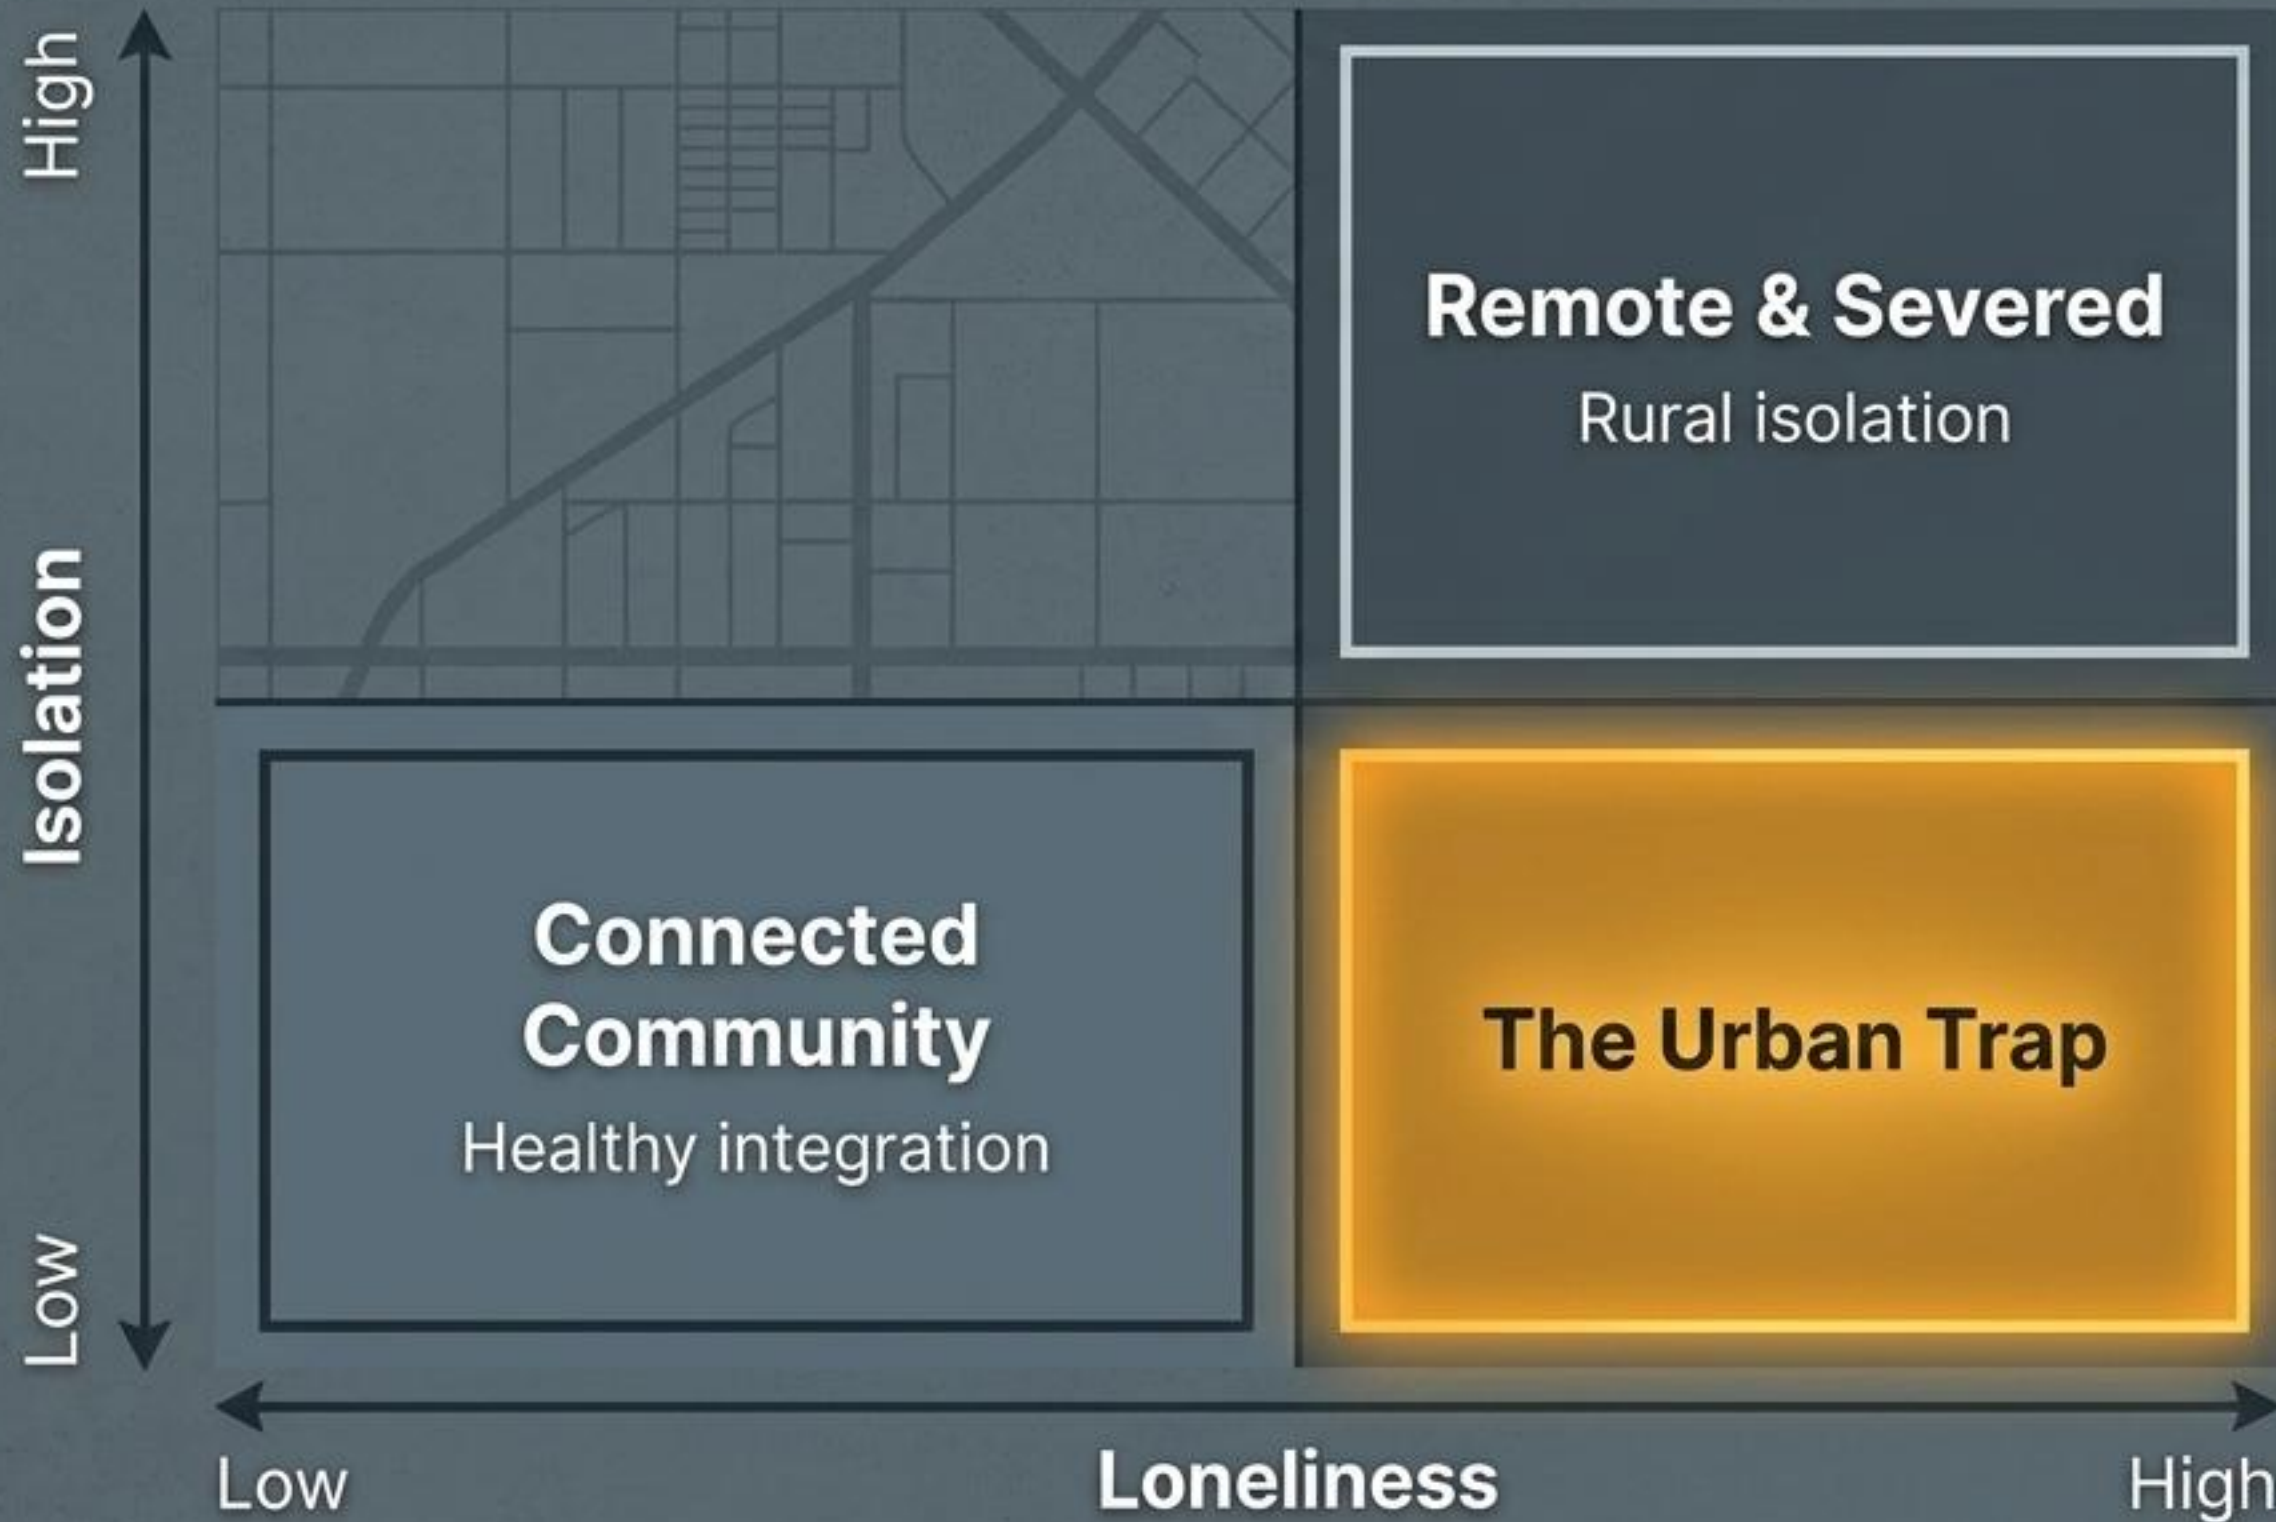 High
Isolation
Low
Remote & Severed
Rural isolation
Connected
Community
Healthy integration
The Urban Trap
Low
Loneliness
High